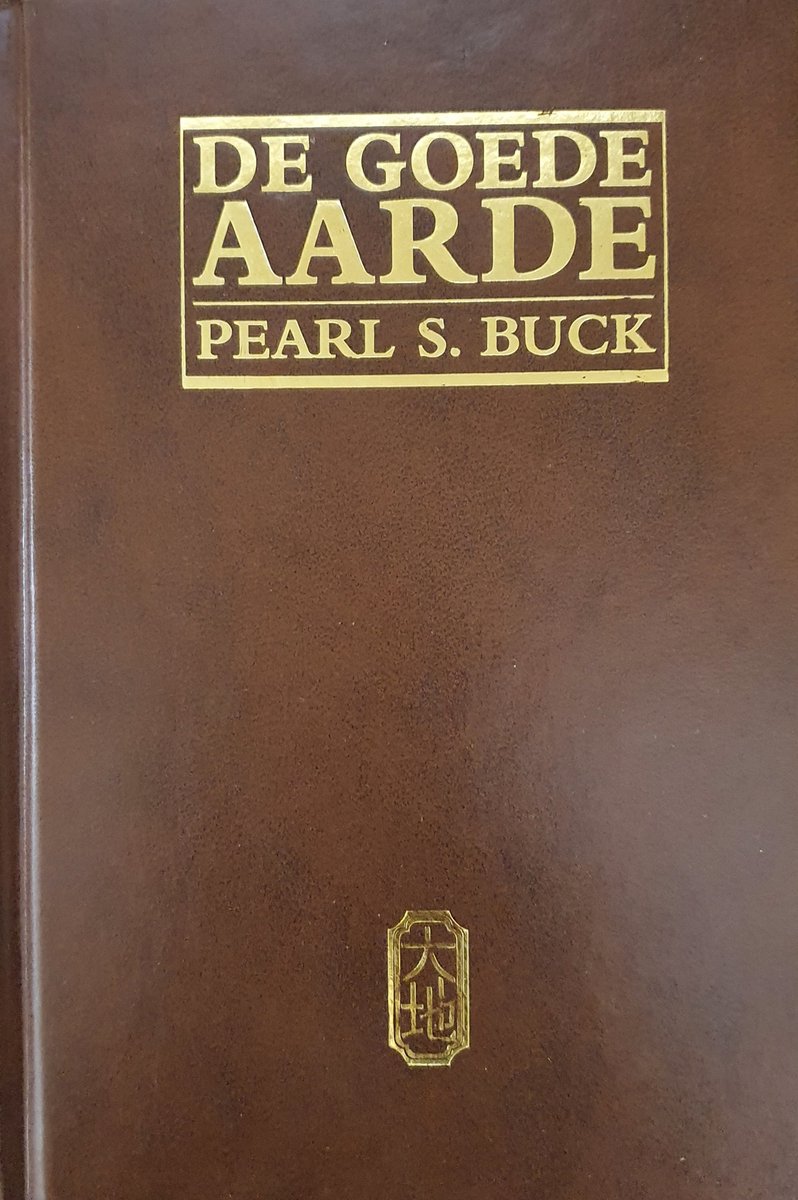 DE GOEDE
AARDE
PEARL S. BUCK
大
地